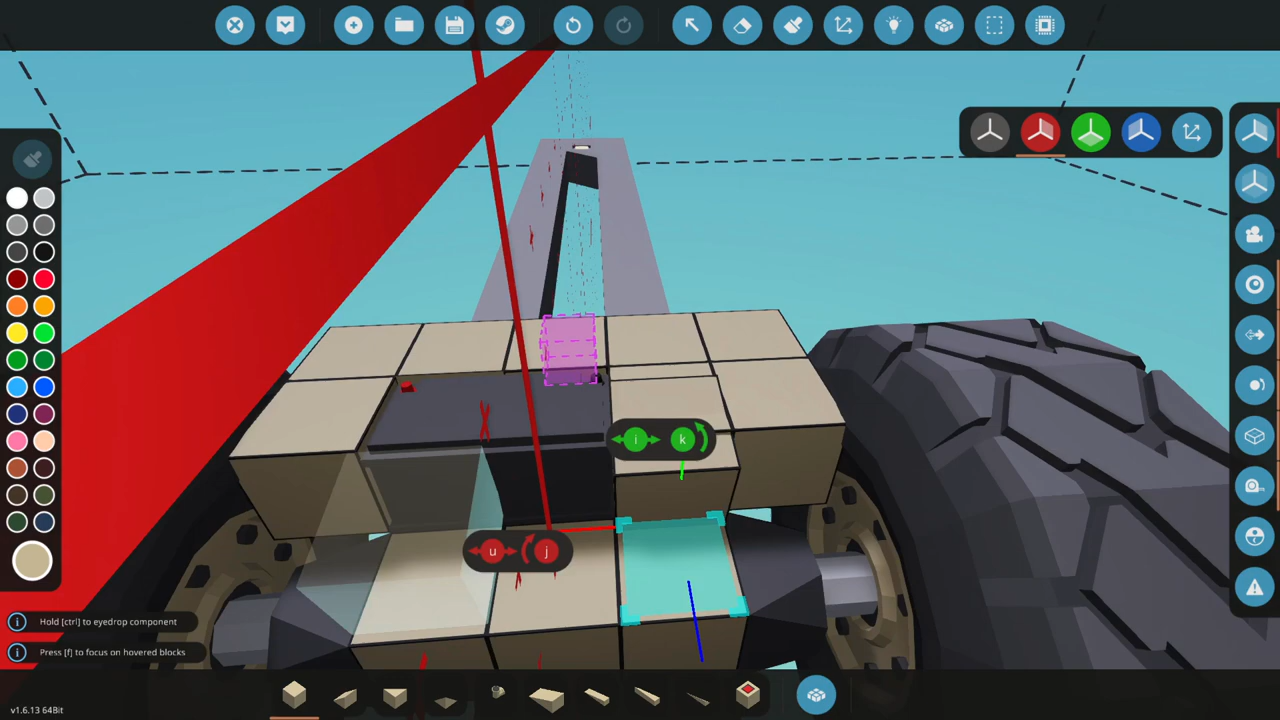 i k
u j
Hold [ctrl] to eyedrop component
Press [f] to focus on hovered blocks
v1.6.13 64Bit